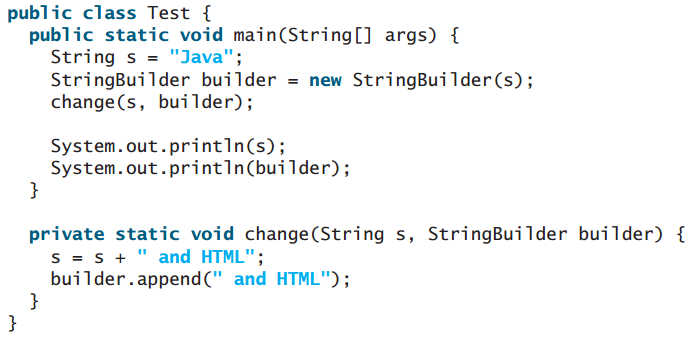 public class Test {
  public static void main(String[] args) {
    String s = "Java";
    StringBuilder builder = new StringBuilder(s);
    change(s, builder);

    System.out.println(s);
    System.out.println(builder);
  }

  private static void change(String s, StringBuilder builder) {
    s = s + " and HTML";
    builder.append(" and HTML");
  }
}